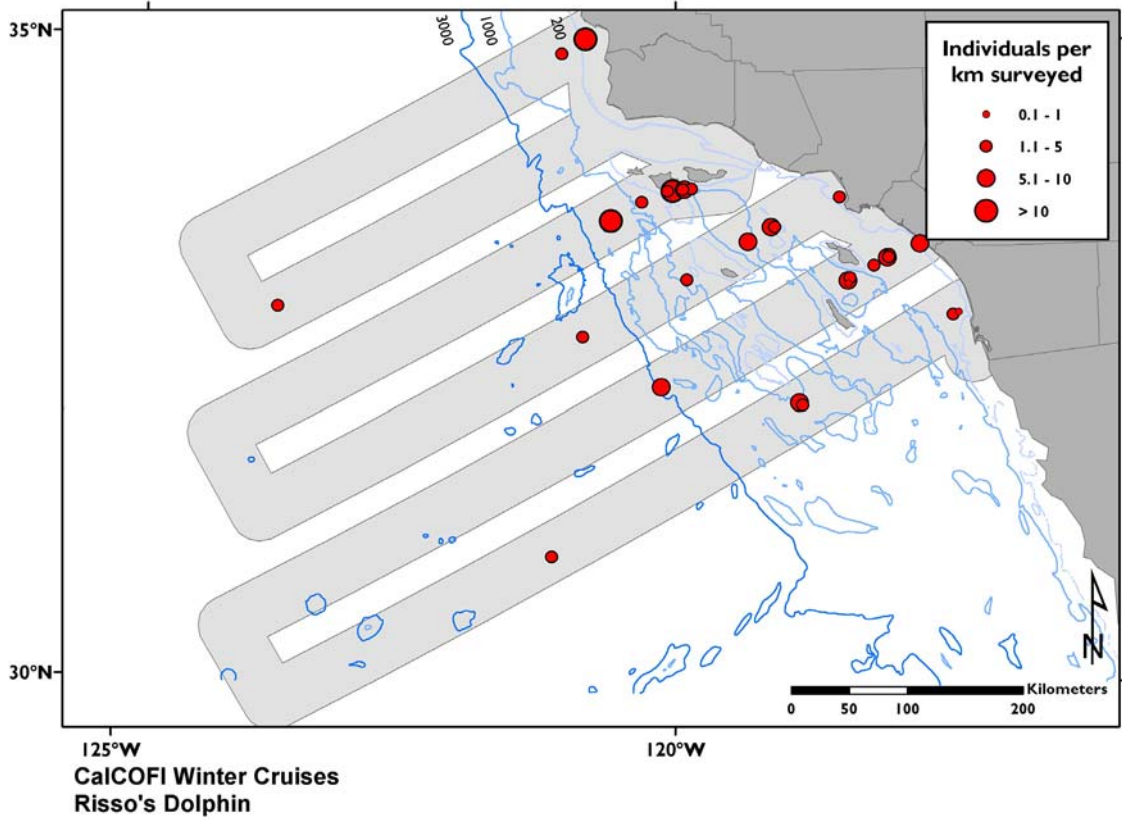 35°N
3000
1000
200
Individuals per
km surveyed
0.1 - 1
1.1 - 5
5.1 - 10
> 10
N
30°N
Kilometers
0 50 100 200
125°W 120°W
CalCOFI Winter Cruises
Risso's Dolphin